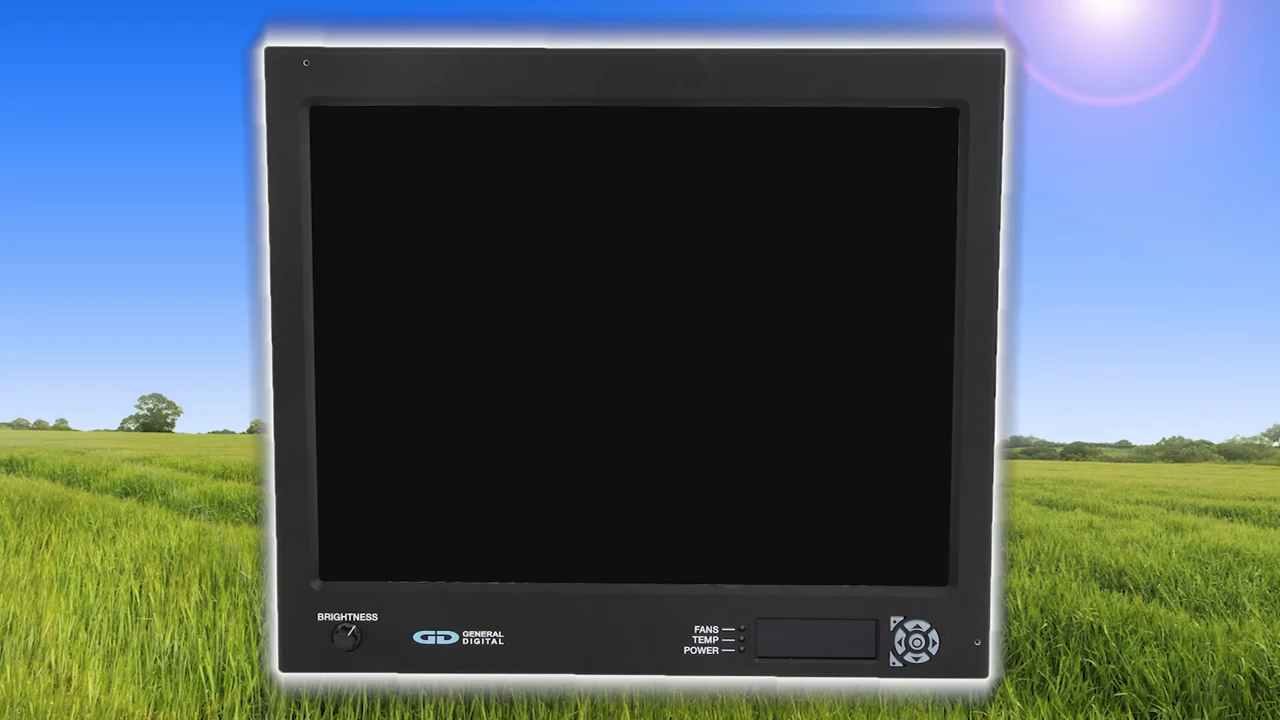 BRIGHTNESS
GD GENERAL
DIGITAL
FANS
TEMP
POWER